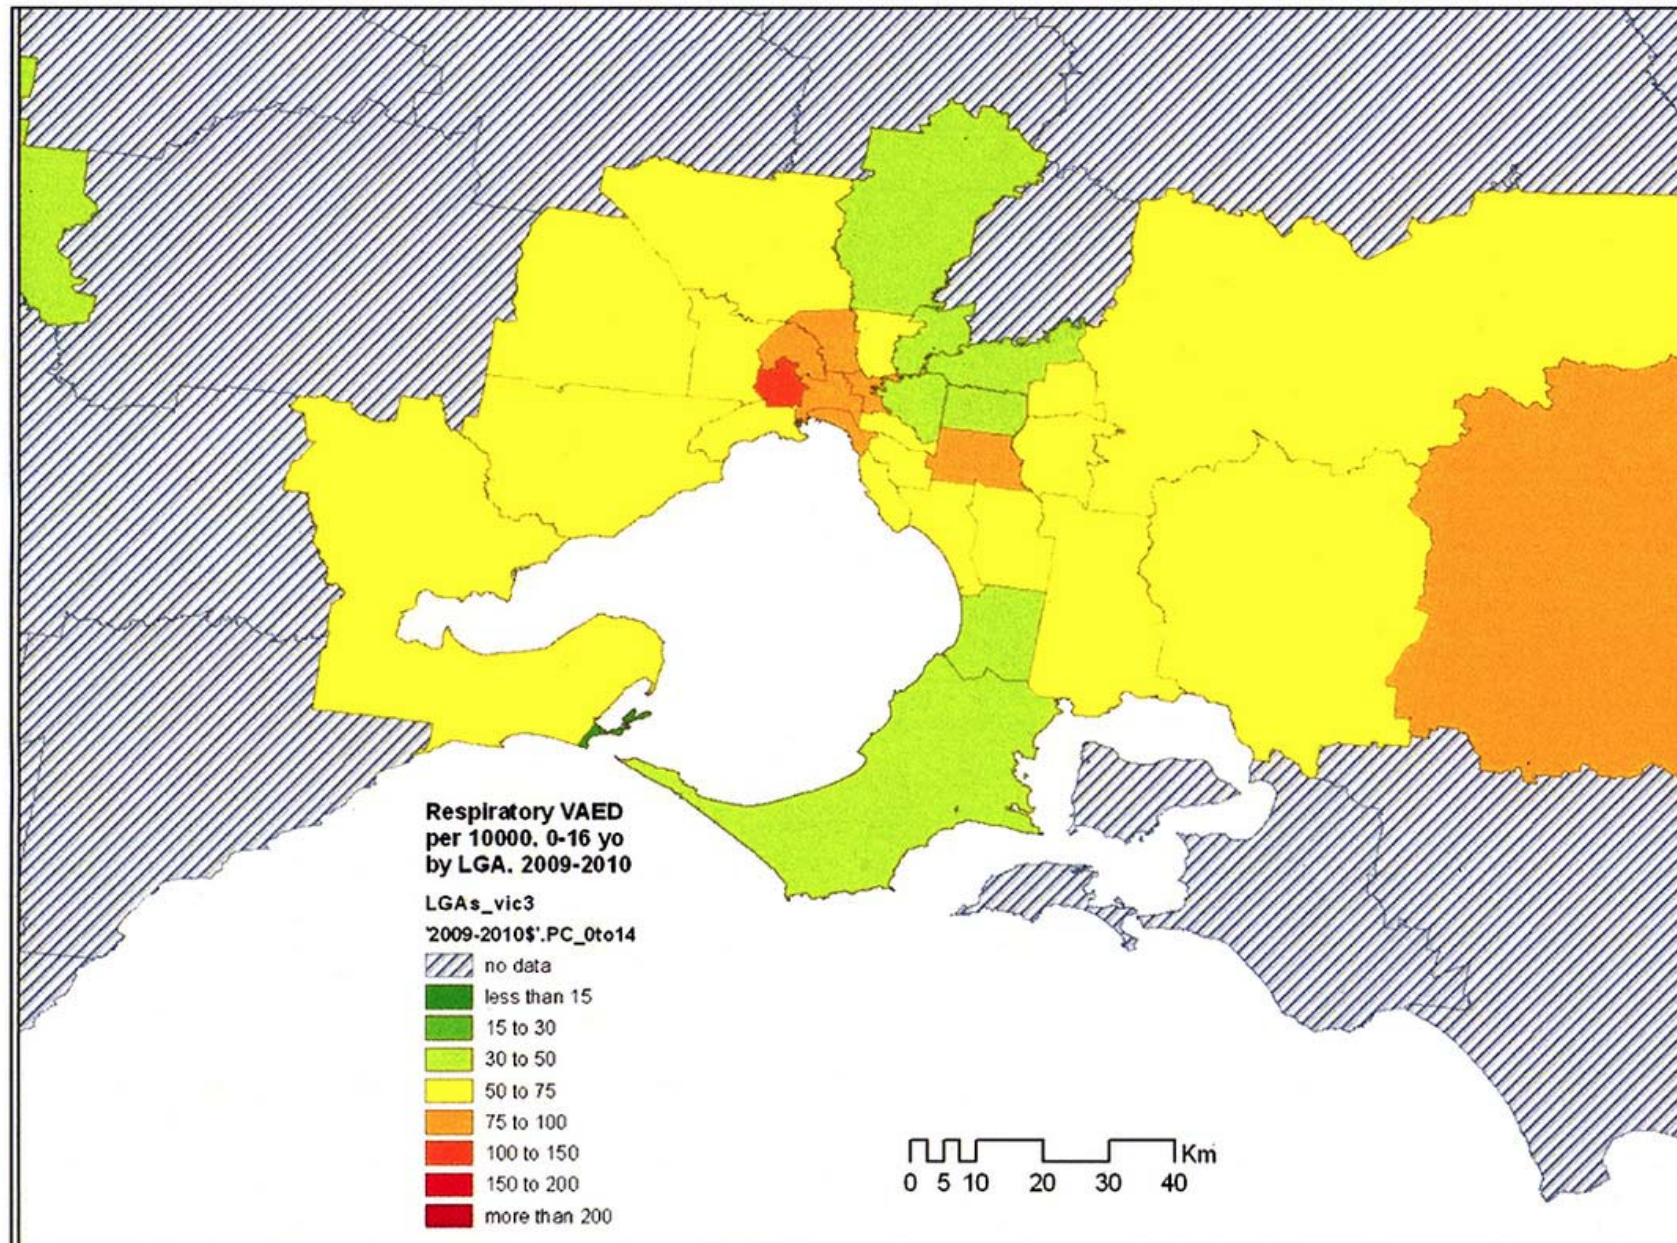 Respiratory VAED
per 10000. 0-16 yo
by LGA. 2009-2010
LGAs_vic3
'2009-2010$'.PC_0to14
no data
less than 15
15 to 30
30 to 50
50 to 75
75 to 100
100 to 150
150 to 200
more than 200
Km
0 5 10 20 30 40